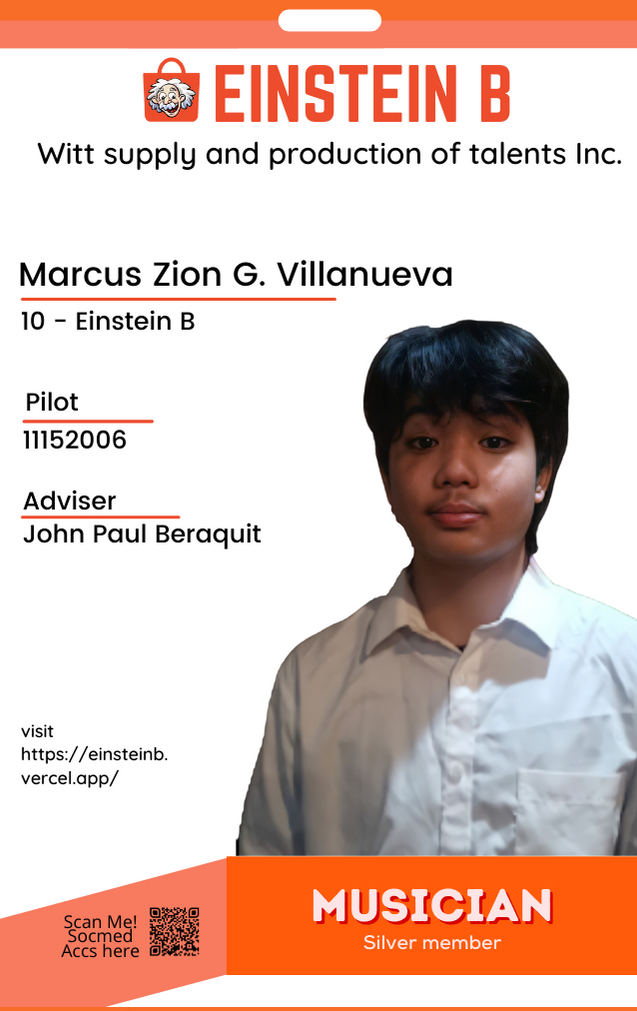 EINSTEIN B
Witt supply and production of talents Inc.
Marcus Zion G. Villanueva
10 - Einstein B
Pilot
11152006
Adviser
John Paul Beraquit
visit
https://einsteinb.
vercel.app/
Scan Me!
Socmed
Accs here
MUSICIAN
Silver member